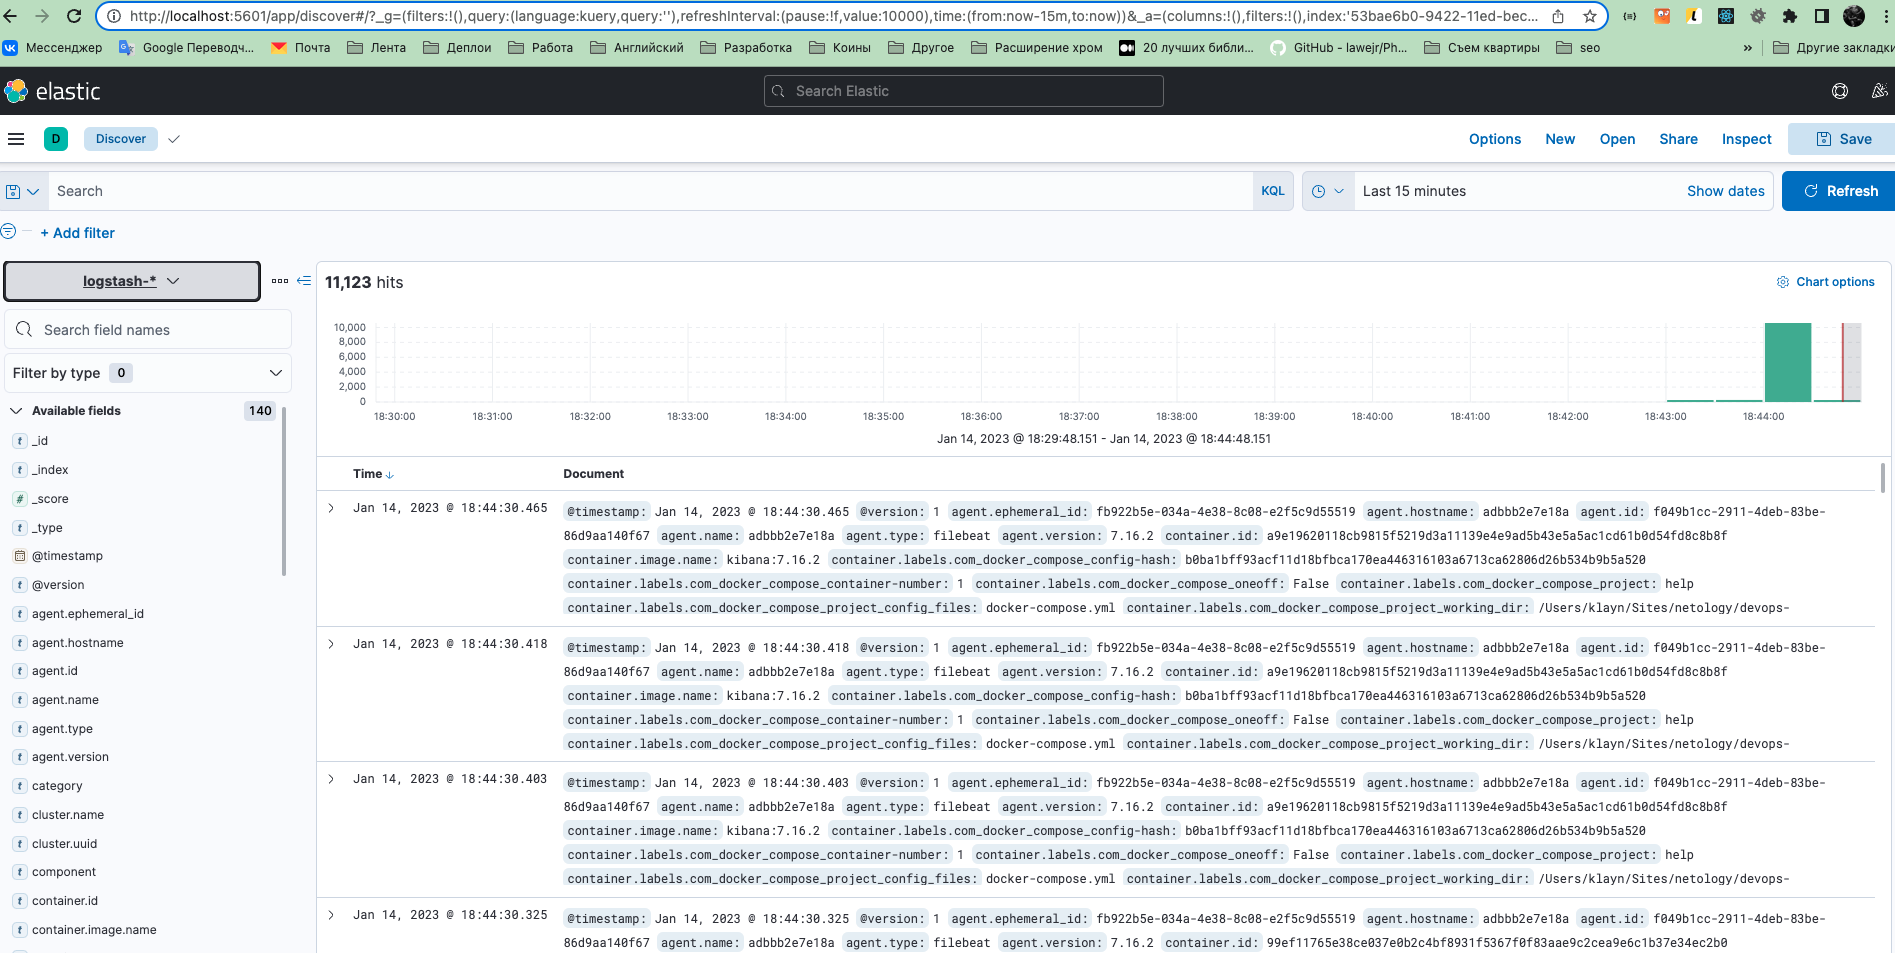 http://localhost:5601/app/discover#/?_g=(filters:!(),query:(language:kuery,query:''),refreshInterval:(pause:!f,value:10000),time:(from:now-15m,to:now))&_a=(columns:!(),filters:!(),index:'53bae6b0-9422-11ed-bec...
Мессенджер Google Переводч... Почта Лента Деплои Работа Английский Разработка Коины Другое Расширение хром 20 лучших библи... GitHub - lawejr/Ph... Съем квартиры seo » Другие закладки
elastic Search Elastic
D Discover Options New Open Share Inspect Save
Search KQL Last 15 minutes Show dates Refresh
+ Add filter
logstash-* 11,123 hits Chart options
Search field names
Filter by type 0
Available fields 140
_id
_index
_score
_type
@timestamp
@version
agent.ephemeral_id
agent.hostname
agent.id
agent.name
agent.type
agent.version
category
cluster.name
cluster.uuid
component
container.id
container.image.name
10,000
8,000
6,000
4,000
2,000
0
18:30:00 18:31:00 18:32:00 18:33:00 18:34:00 18:35:00 18:36:00 18:37:00 18:38:00 18:39:00 18:40:00 18:41:00 18:42:00 18:43:00 18:44:00
Jan 14, 2023 @ 18:29:48.151 - Jan 14, 2023 @ 18:44:48.151
Time Document
Jan 14, 2023 @ 18:44:30.465 @timestamp: Jan 14, 2023 @ 18:44:30.465 @version: 1 agent.ephemeral_id: fb922b5e-034a-4e38-8c08-e2f5c9d55519 agent.hostname: adbbb2e7e18a agent.id: f049b1cc-2911-4deb-83be-
86d9aa140f67 agent.name: adbbb2e7e18a agent.type: filebeat agent.version: 7.16.2 container.id: a9e19620118cb9815f5219d3a11139e4e9ad5b43e5a5ac1cd61b0d54fd8c8b8f
container.image.name: kibana:7.16.2 container.labels.com_docker_compose_config-hash: b0ba1bff93acf11d18bfbca170ea446316103a6713ca62806d26b534b9b5a520
container.labels.com_docker_compose_container-number: 1 container.labels.com_docker_compose_oneoff: False container.labels.com_docker_compose_project: help
container.labels.com_docker_compose_project_config_files: docker-compose.yml container.labels.com_docker_compose_project_working_dir: /Users/klayn/Sites/netology/devops-
Jan 14, 2023 @ 18:44:30.418 @timestamp: Jan 14, 2023 @ 18:44:30.418 @version: 1 agent.ephemeral_id: fb922b5e-034a-4e38-8c08-e2f5c9d55519 agent.hostname: adbbb2e7e18a agent.id: f049b1cc-2911-4deb-83be-
86d9aa140f67 agent.name: adbbb2e7e18a agent.type: filebeat agent.version: 7.16.2 container.id: a9e19620118cb9815f5219d3a11139e4e9ad5b43e5a5ac1cd61b0d54fd8c8b8f
container.image.name: kibana:7.16.2 container.labels.com_docker_compose_config-hash: b0ba1bff93acf11d18bfbca170ea446316103a6713ca62806d26b534b9b5a520
container.labels.com_docker_compose_container-number: 1 container.labels.com_docker_compose_oneoff: False container.labels.com_docker_compose_project: help
container.labels.com_docker_compose_project_config_files: docker-compose.yml container.labels.com_docker_compose_project_working_dir: /Users/klayn/Sites/netology/devops-
Jan 14, 2023 @ 18:44:30.403 @timestamp: Jan 14, 2023 @ 18:44:30.403 @version: 1 agent.ephemeral_id: fb922b5e-034a-4e38-8c08-e2f5c9d55519 agent.hostname: adbbb2e7e18a agent.id: f049b1cc-2911-4deb-83be-
86d9aa140f67 agent.name: adbbb2e7e18a agent.type: filebeat agent.version: 7.16.2 container.id: a9e19620118cb9815f5219d3a11139e4e9ad5b43e5a5ac1cd61b0d54fd8c8b8f
container.image.name: kibana:7.16.2 container.labels.com_docker_compose_config-hash: b0ba1bff93acf11d18bfbca170ea446316103a6713ca62806d26b534b9b5a520
container.labels.com_docker_compose_container-number: 1 container.labels.com_docker_compose_oneoff: False container.labels.com_docker_compose_project: help
container.labels.com_docker_compose_project_config_files: docker-compose.yml container.labels.com_docker_compose_project_working_dir: /Users/klayn/Sites/netology/devops-
Jan 14, 2023 @ 18:44:30.325 @timestamp: Jan 14, 2023 @ 18:44:30.325 @version: 1 agent.ephemeral_id: fb922b5e-034a-4e38-8c08-e2f5c9d55519 agent.hostname: adbbb2e7e18a agent.id: f049b1cc-2911-4deb-83be-
86d9aa140f67 agent.name: adbbb2e7e18a agent.type: filebeat agent.version: 7.16.2 container.id: 99ef11765e38ce037e0b2c4bf8931f5367f0f83aae9c2cea9e6c1b37e34ec2b0